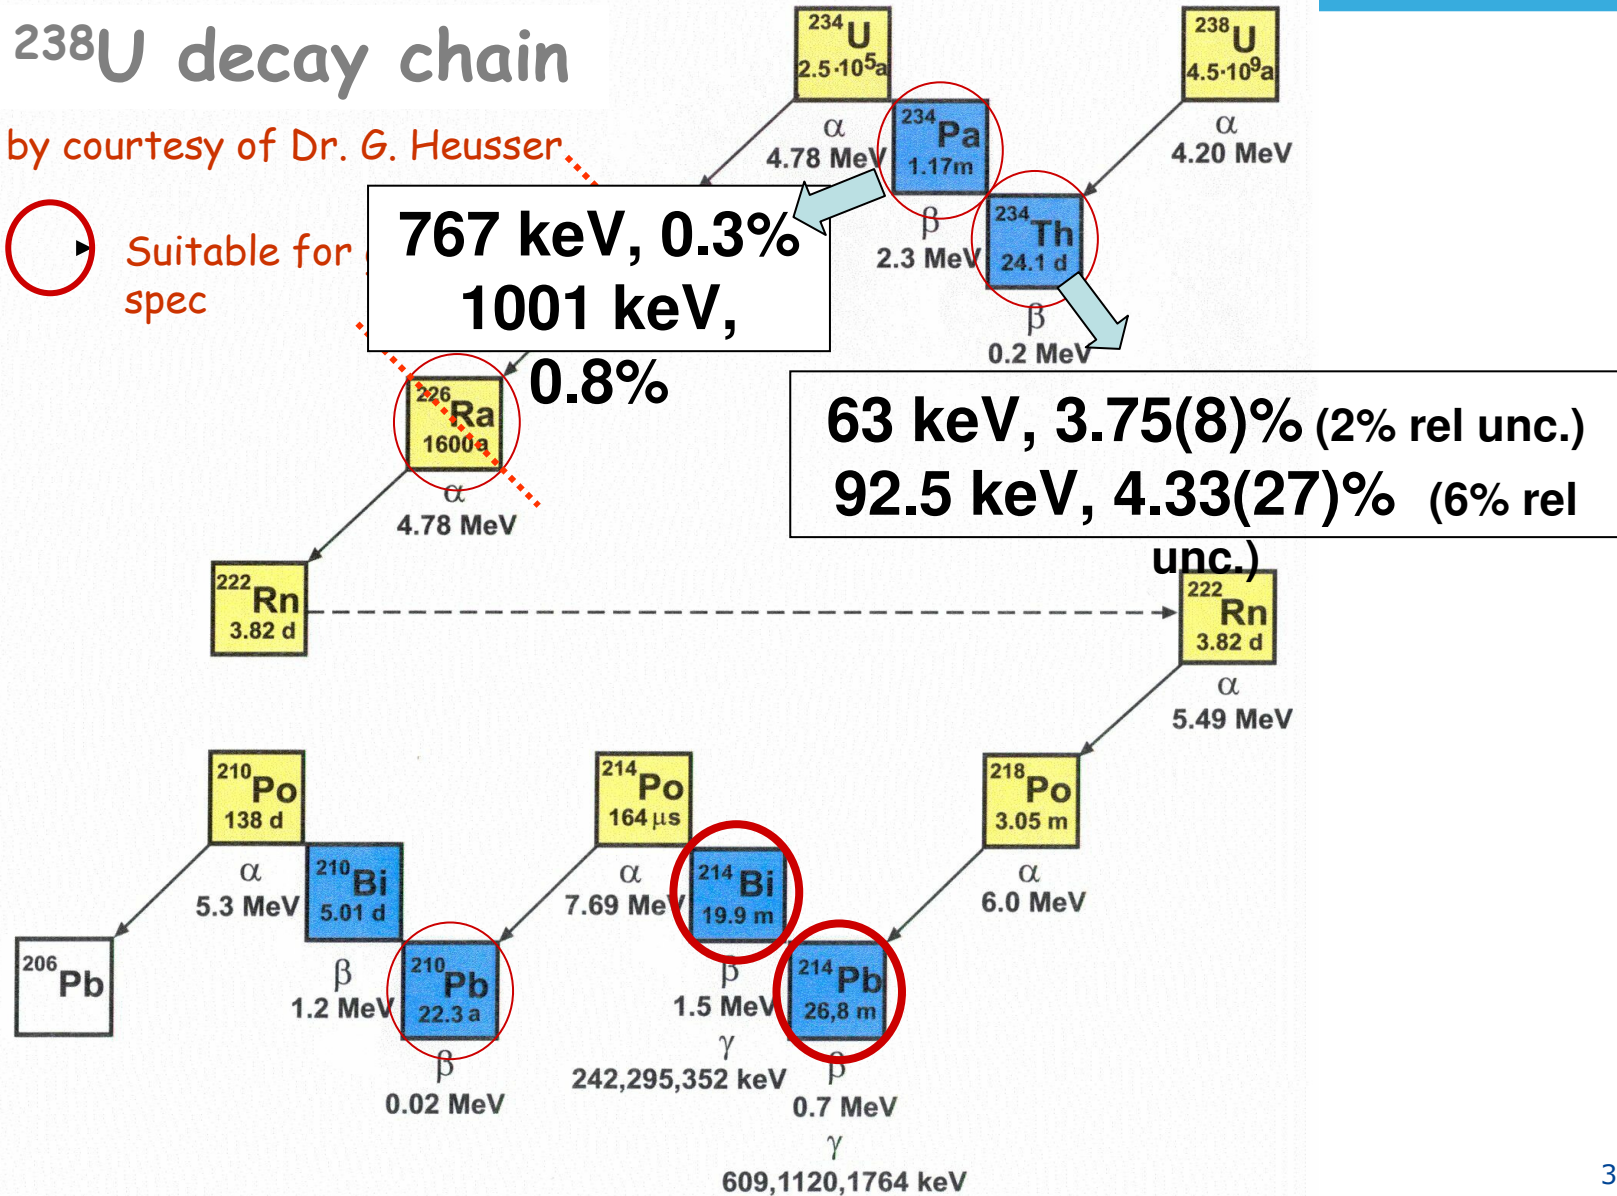 ²³⁸U decay chain
by courtesy of Dr. G. Heusser
Suitable for
spec
²³⁴U
2.5·10⁵a
α
4.78 MeV
²³⁴Pa
1.17m
β
2.3 MeV
²³⁴Th
24.1 d
β
0.2 MeV
²³⁸U
4.5·10⁹a
α
4.20 MeV
767 keV, 0.3%
1001 keV,
0.8%
63 keV, 3.75(8)% (2% rel unc.)
92.5 keV, 4.33(27)% (6% rel
unc.)
²²⁶Ra
1600a
α
4.78 MeV
²²²Rn
3.82 d
²²²Rn
3.82 d
α
5.49 MeV
²¹⁰Po
138 d
α
5.3 MeV
²¹⁰Bi
5.01 d
β
1.2 MeV
²¹⁰Pb
22.3 a
β
0.02 MeV
²⁰⁶Pb
²¹⁴Po
164 μs
α
7.69 MeV
²¹⁴Bi
19.9 m
β
1.5 MeV
γ
242,295,352 keV
²¹⁴Pb
26,8 m
β
0.7 MeV
γ
609,1120,1764 keV
²¹⁸Po
3.05 m
α
6.0 MeV
3